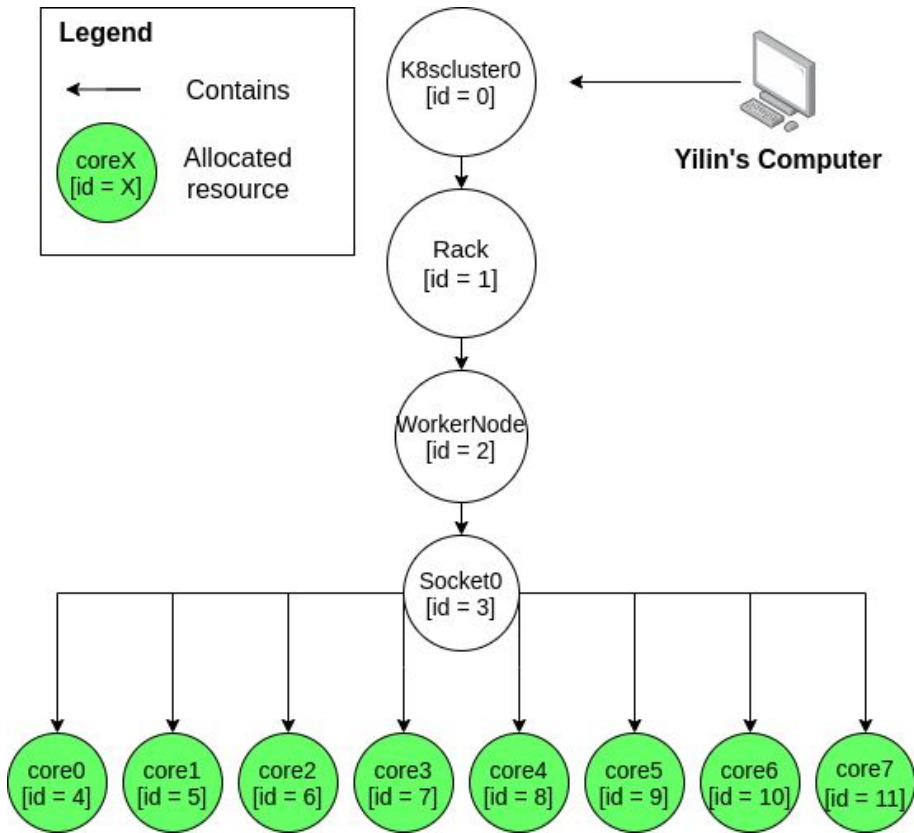 Legend
Contains
coreX
[id = X]
Allocated
resource
K8scluster0
[id = 0]
Yilin's Computer
Rack
[id = 1]
WorkerNode
[id = 2]
Socket0
[id = 3]
core0
[id = 4]
core1
[id = 5]
core2
[id = 6]
core3
[id = 7]
core4
[id = 8]
core5
[id = 9]
core6
[id = 10]
core7
[id = 11]